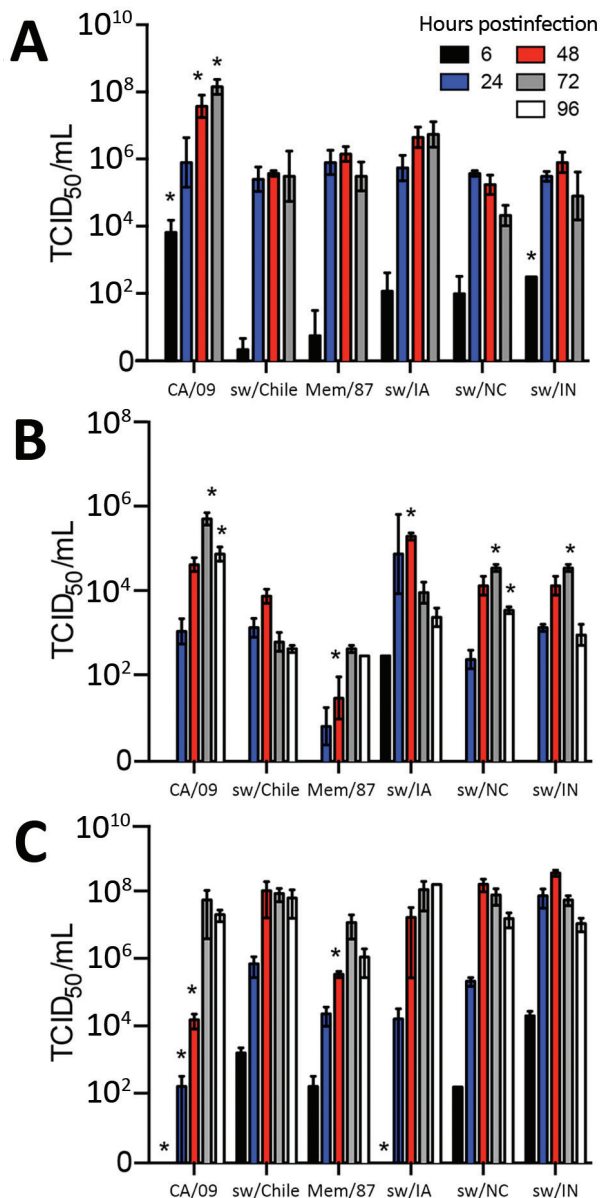 A
Hours postinfection
6 48
24 72
96
TCID50/mL
10^10
10^8
10^6
10^4
10^2
0
* * *
*
CA/09 sw/Chile Mem/87 sw/IA sw/NC sw/IN
B
TCID50/mL
10^8
10^6
10^4
10^2
0
* * * * * * *
CA/09 sw/Chile Mem/87 sw/IA sw/NC sw/IN
C
TCID50/mL
10^10
10^8
10^6
10^4
10^2
0
* * * * *
CA/09 sw/Chile Mem/87 sw/IA sw/NC sw/IN